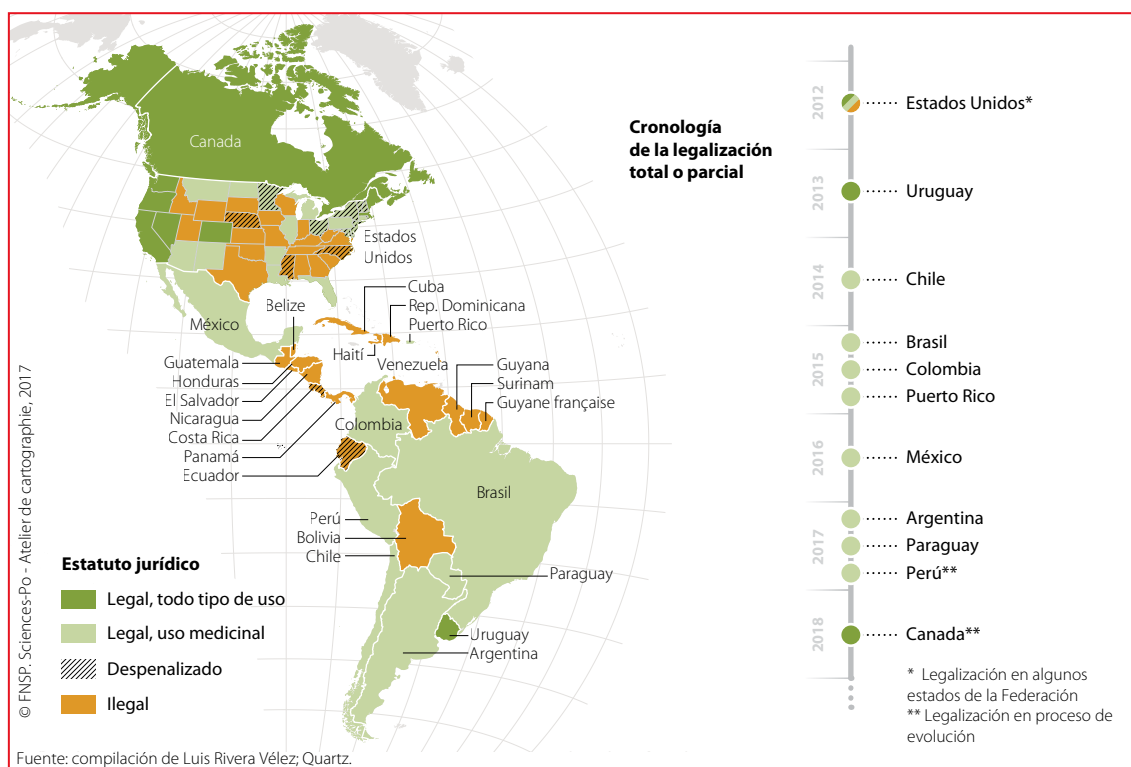 Canada
Estados
Unidos
Cuba
Rep. Dominicana
Puerto Rico
Belize
México
Haití
Venezuela
Guatemala
Honduras
El Salvador
Nicaragua
Costa Rica
Panamá
Ecuador
Guyana
Surinam
Guyane française
Colombia
Brasil
Perú
Bolivia
Chile
Paraguay
Uruguay
Argentina
Estatuto jurídico
Legal, todo tipo de uso
Legal, uso medicinal
Despenalizado
Ilegal
© FNSP. Sciences-Po - Atelier de cartographie, 2017
Fuente: compilación de Luis Rivera Vélez; Quartz.
Cronología
de la legalización
total o parcial
2012
Estados Unidos*
2013
Uruguay
2014
Chile
2015
Brasil
Colombia
Puerto Rico
2016
México
2017
Argentina
Paraguay
Perú**
2018
Canada**
* Legalización en algunos
estados de la Federación
** Legalización en proceso de
evolución